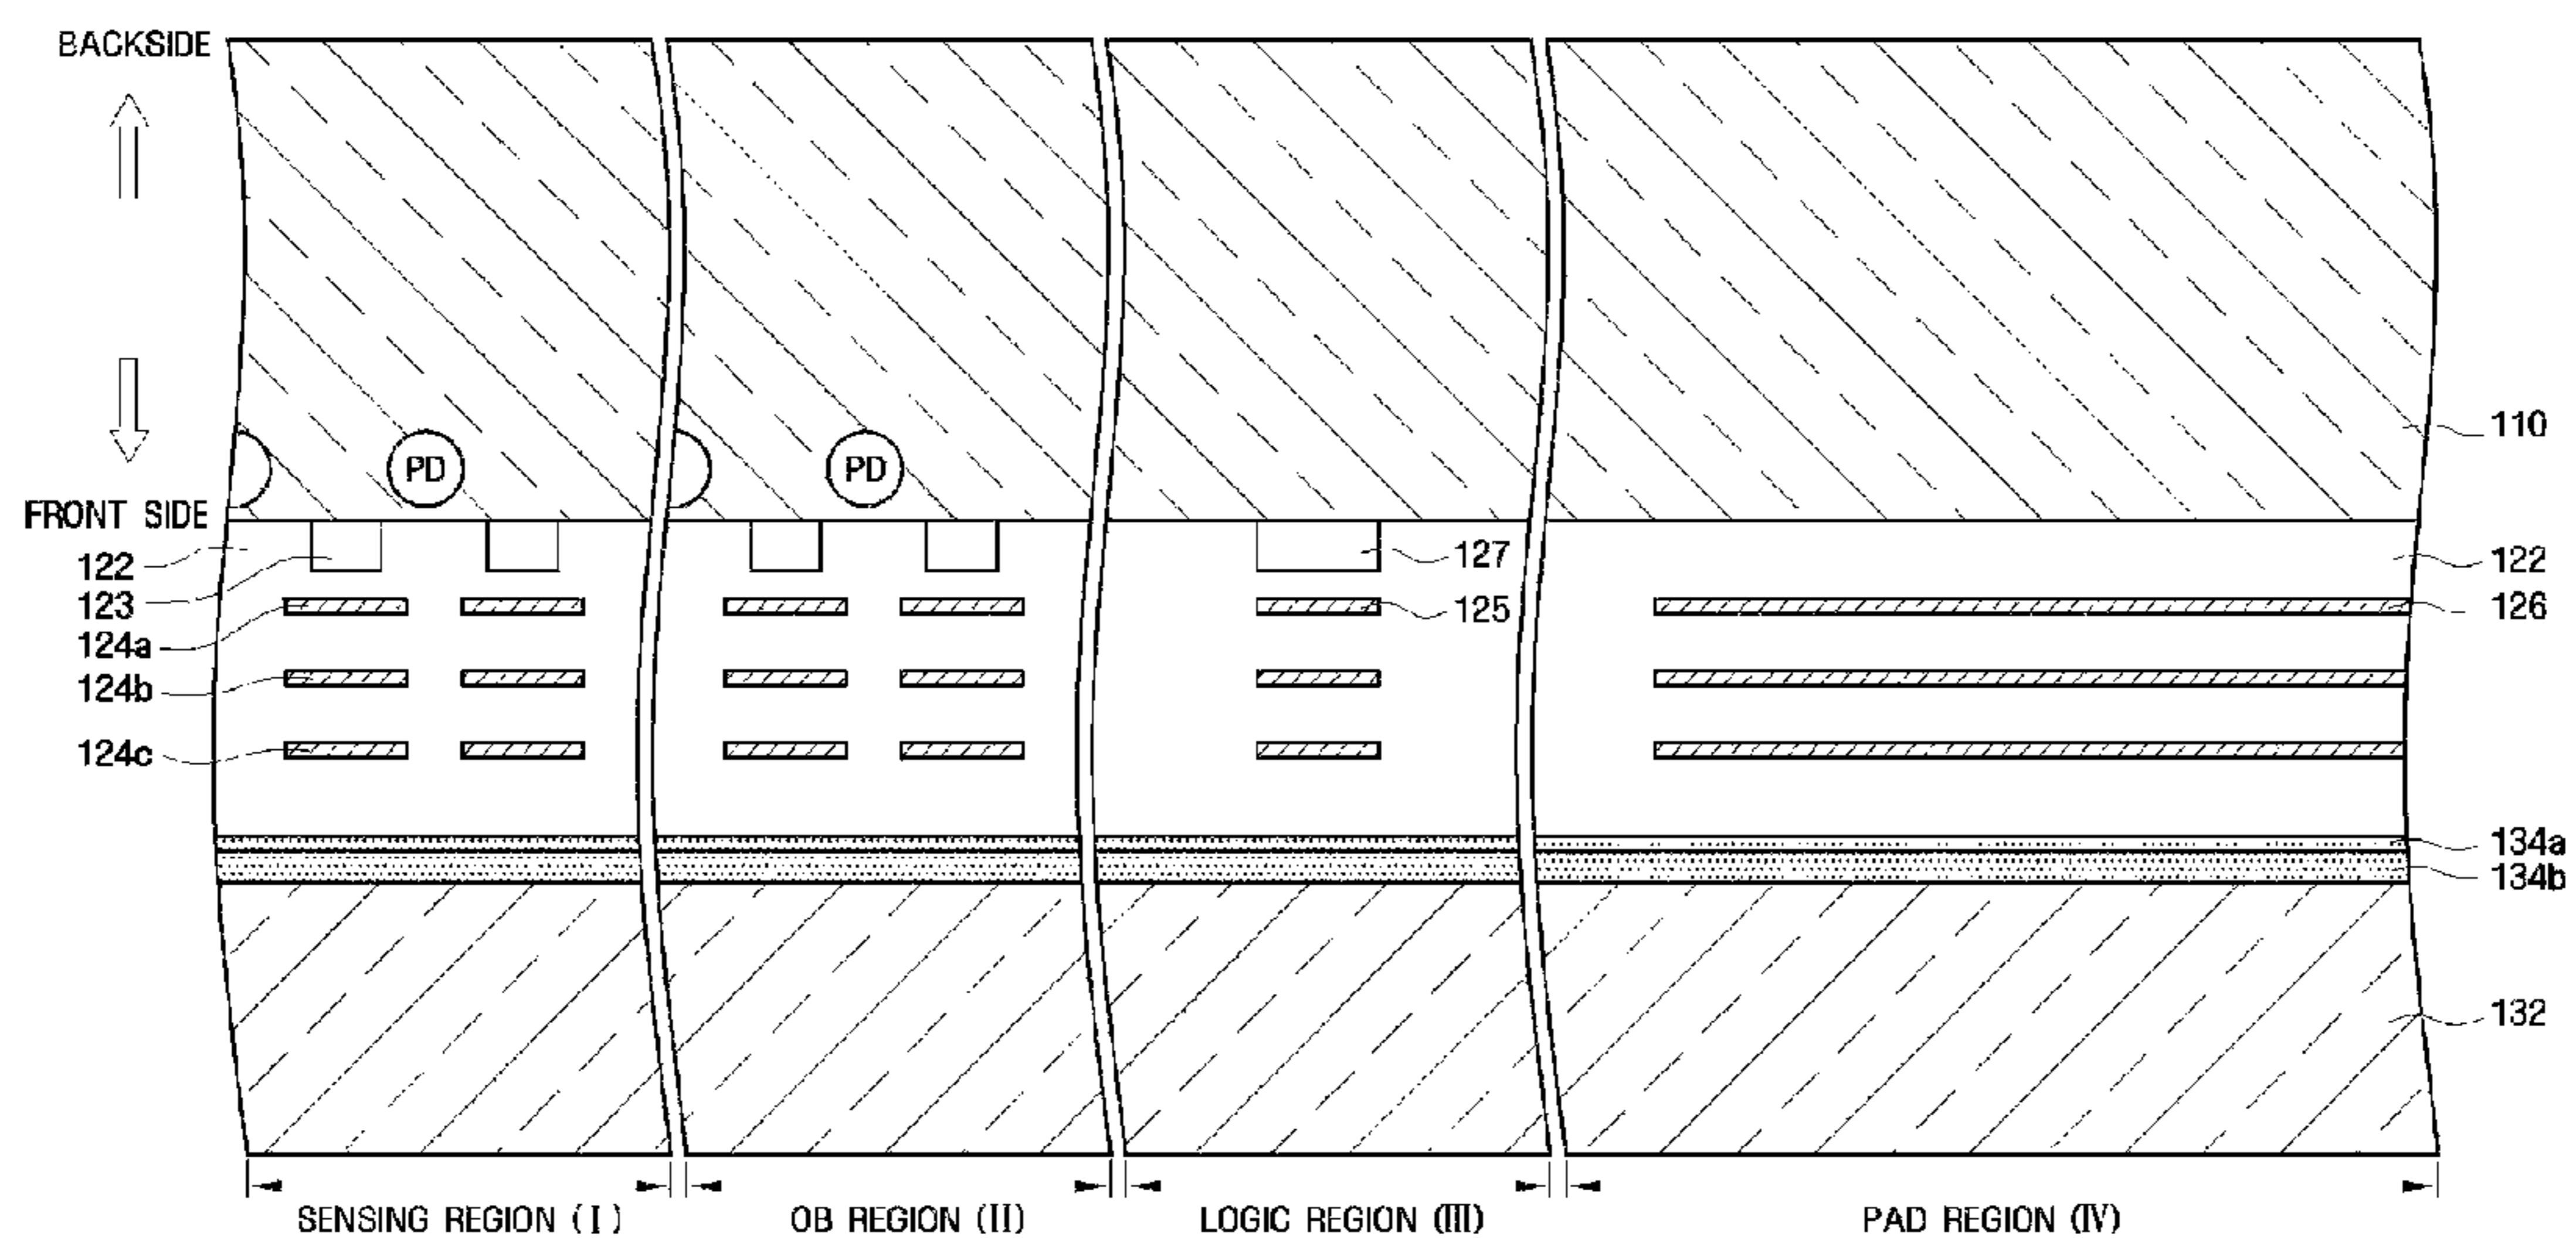 BACKSIDE
110
PD PD
FRONT SIDE
122 127 122
123
124a 125 126
124b
124c
134a
134b
132
SENSING REGION (I) OB REGION (II) LOGIC REGION (III) PAD REGION (IV)